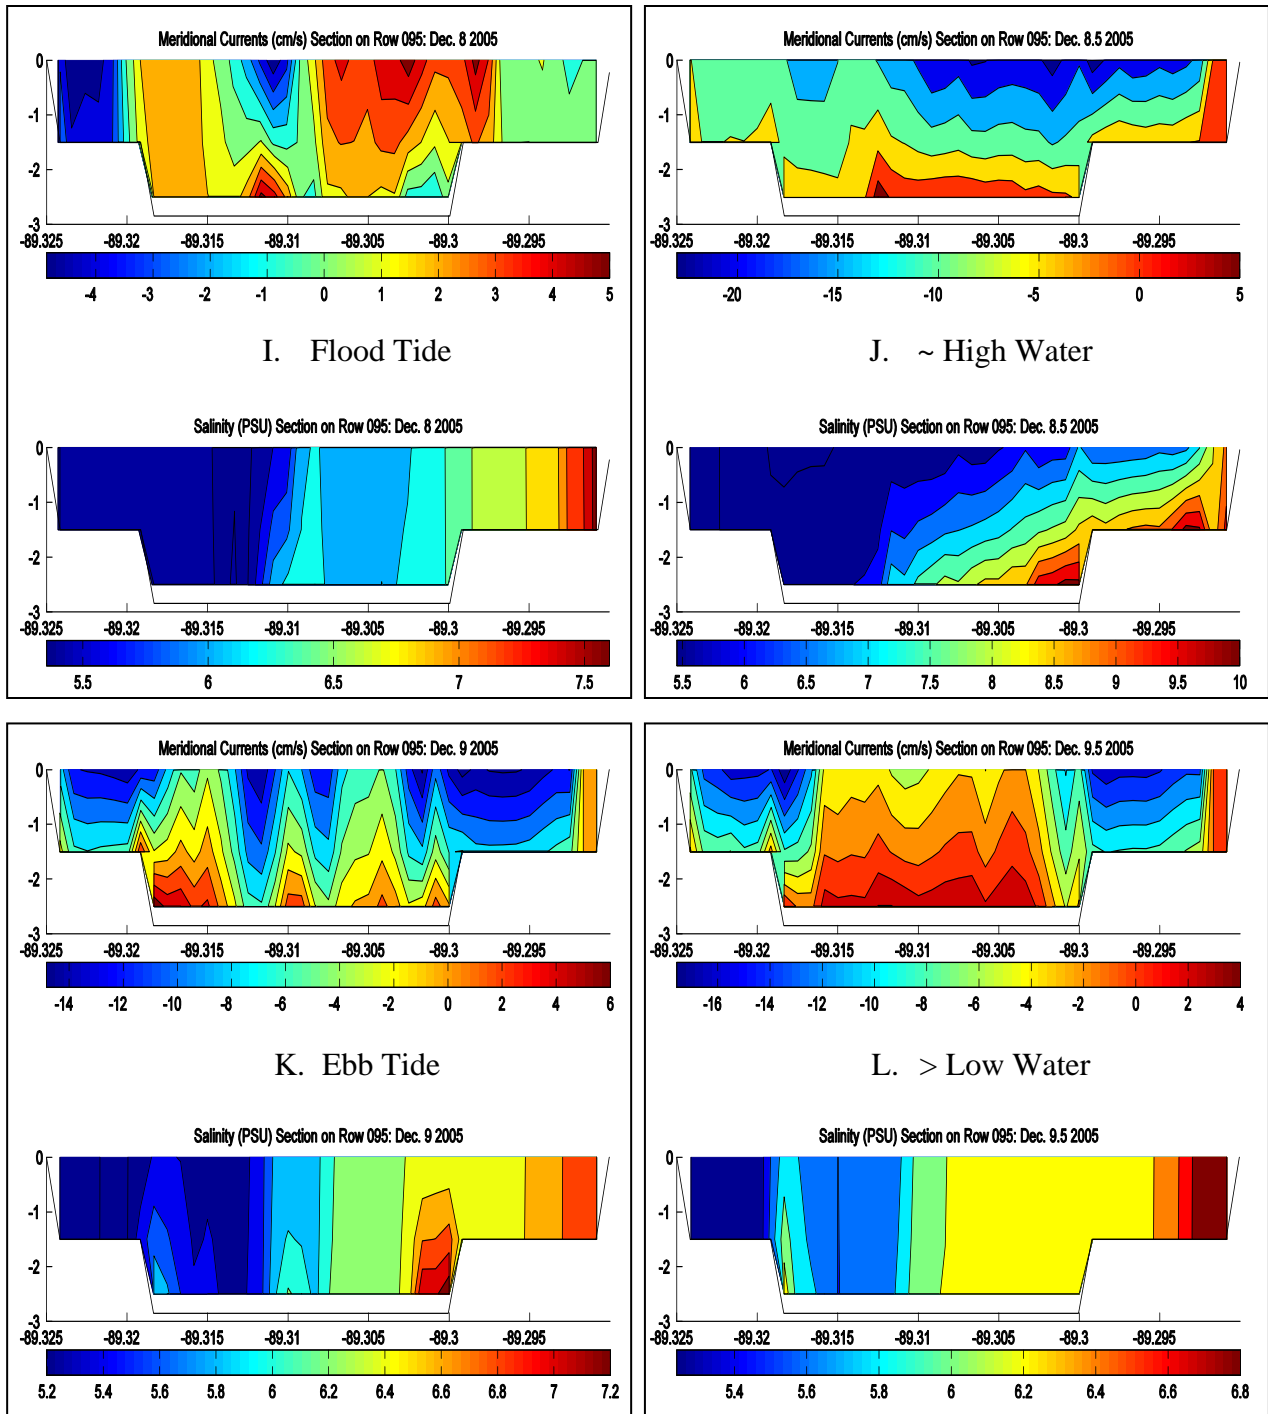 Meridional Currents (cm/s) Section on Row 095: Dec. 8 2005
0
-1
-2
-3
-89.325 -89.32 -89.315 -89.31 -89.305 -89.3 -89.295
-4 -3 -2 -1 0 1 2 3 4 5
I. Flood Tide
Salinity (PSU) Section on Row 095: Dec. 8 2005
0
-1
-2
-3
-89.325 -89.32 -89.315 -89.31 -89.305 -89.3 -89.295
5.5 6 6.5 7 7.5
Meridional Currents (cm/s) Section on Row 095: Dec. 8.5 2005
0
-1
-2
-3
-89.325 -89.32 -89.315 -89.31 -89.305 -89.3 -89.295
-20 -15 -10 -5 0 5
J. ~ High Water
Salinity (PSU) Section on Row 095: Dec. 8.5 2005
0
-1
-2
-3
-89.325 -89.32 -89.315 -89.31 -89.305 -89.3 -89.295
5.5 6 6.5 7 7.5 8 8.5 9 9.5 10
Meridional Currents (cm/s) Section on Row 095: Dec. 9 2005
0
-1
-2
-3
-89.325 -89.32 -89.315 -89.31 -89.305 -89.3 -89.295
-14 -12 -10 -8 -6 -4 -2 0 2 4 6
K. Ebb Tide
Salinity (PSU) Section on Row 095: Dec. 9 2005
0
-1
-2
-3
-89.325 -89.32 -89.315 -89.31 -89.305 -89.3 -89.295
5.2 5.4 5.6 5.8 6 6.2 6.4 6.6 6.8 7 7.2
Meridional Currents (cm/s) Section on Row 095: Dec. 9.5 2005
0
-1
-2
-3
-89.325 -89.32 -89.315 -89.31 -89.305 -89.3 -89.295
-16 -14 -12 -10 -8 -6 -4 -2 0 2 4
L. > Low Water
Salinity (PSU) Section on Row 095: Dec. 9.5 2005
0
-1
-2
-3
-89.325 -89.32 -89.315 -89.31 -89.305 -89.3 -89.295
5.4 5.6 5.8 6 6.2 6.4 6.6 6.8